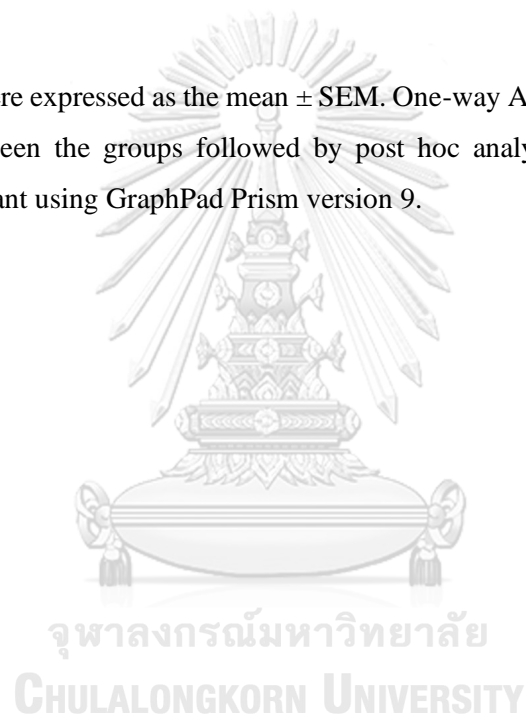 ere expressed as the mean ± SEM. One-way A
een the groups followed by post hoc analy
ant using GraphPad Prism version 9.
จุฬาลงกรณ์มหาวิทยาลัย
CHULALONGKORN UNIVERSITY